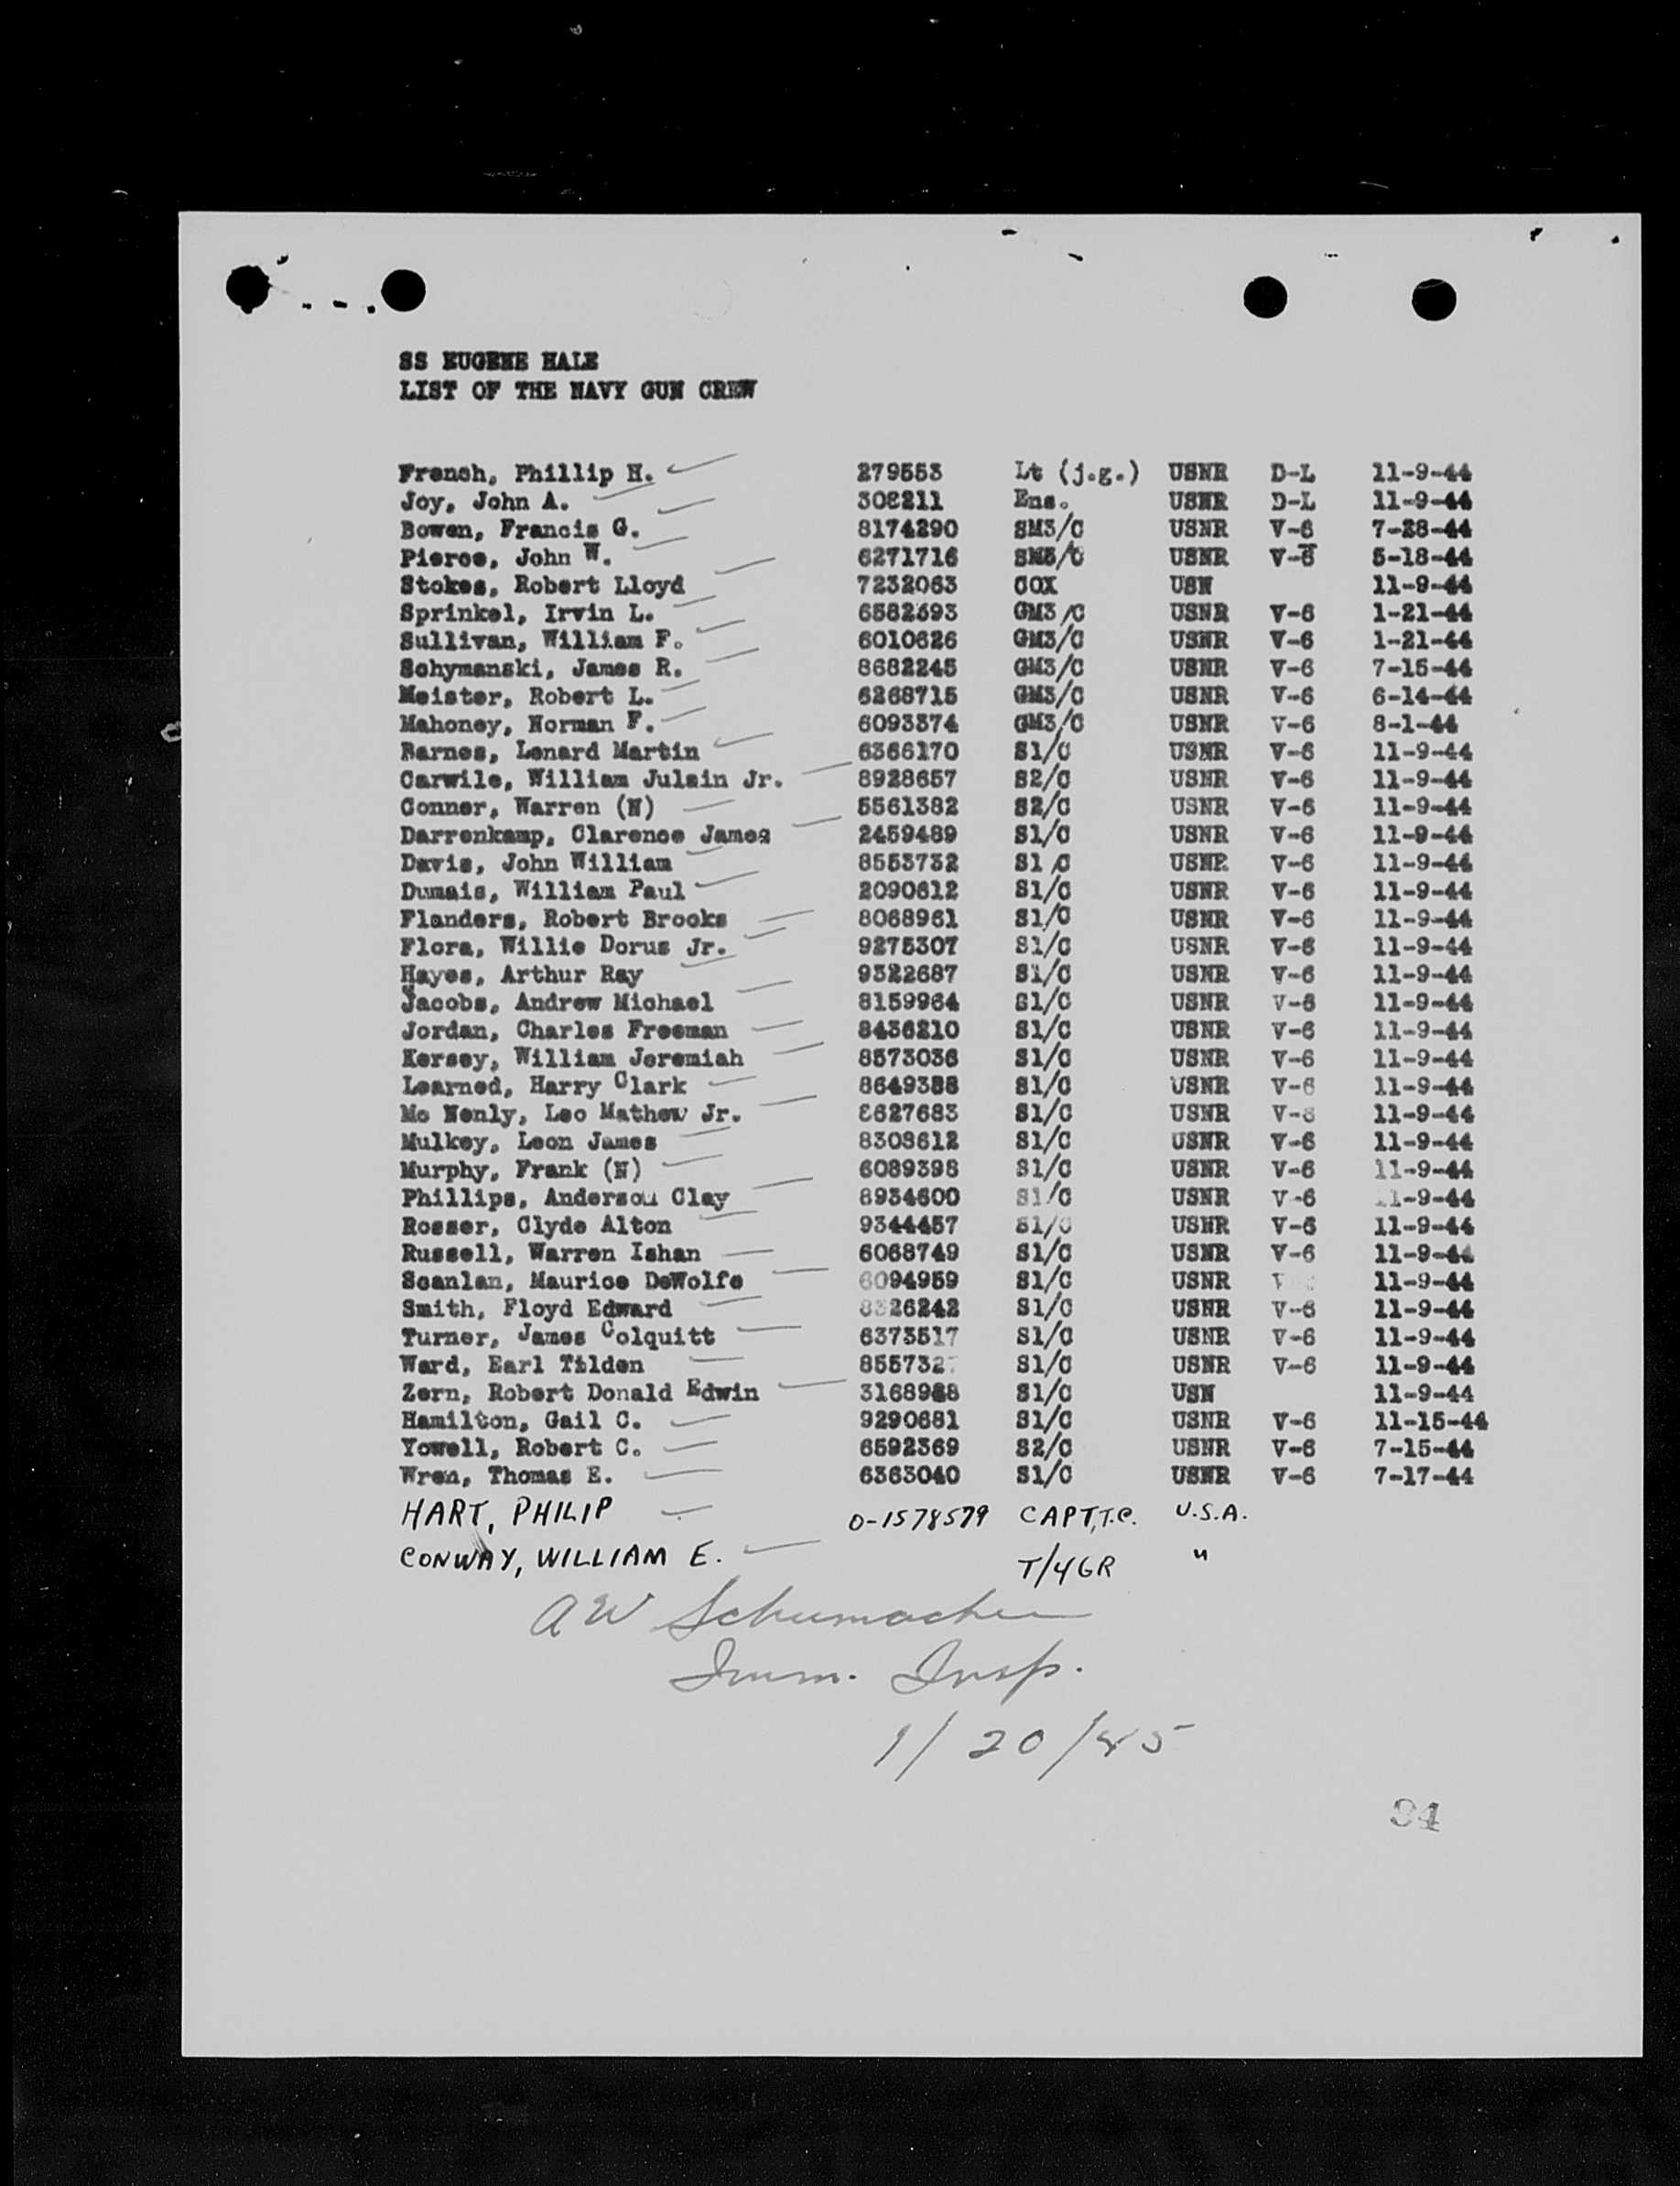 SS EUGENE HALE
LIST OF THE NAVY GUN CREW
French, Phillip H. 279553 Lt (j.g.) USNR D-L 11-9-44
Joy, John A. 308211 Ens. USNR D-L 11-9-44
Bowen, Francis G. 8174290 SM3/C USNR V-6 7-28-44
Pierce, John W. 6271716 SM3/C USNR V-6 5-18-44
Stokes, Robert Lloyd 7232063 COX USN 11-9-44
Sprinkel, Irvin L. 6582393 GM3/C USNR V-6 1-21-44
Sullivan, William F. 6010626 GM3/C USNR V-6 1-21-44
Schymanski, James R. 8682245 GM3/C USNR V-6 7-15-44
Meister, Robert L. 6268715 GM3/C USNR V-6 6-14-44
Mahoney, Norman F. 6093374 GM3/C USNR V-6 8-1-44
Barnes, Lenard Martin 6366170 S1/C USNR V-6 11-9-44
Carwile, William Julain Jr. 8928657 S2/C USNR V-6 11-9-44
Conner, Warren (N) 5561382 S2/C USNR V-6 11-9-44
Darrenkamp, Clarence James 2459489 S1/C USNR V-6 11-9-44
Davis, John William 8553732 S1/C USNR V-6 11-9-44
Dumais, William Paul 2090612 S1/C USNR V-6 11-9-44
Flanders, Robert Brooks 8068961 S1/C USNR V-6 11-9-44
Flora, Willie Dorus Jr. 9275307 S1/C USNR V-6 11-9-44
Hayes, Arthur Ray 9322687 S1/C USNR V-6 11-9-44
Jacobs, Andrew Michael 8159964 S1/C USNR V-6 11-9-44
Jordan, Charles Freeman 8436210 S1/C USNR V-6 11-9-44
Kersey, William Jeremiah 8573036 S1/C USNR V-6 11-9-44
Learned, Harry Clark 8649388 S1/C USNR V-6 11-9-44
Mc Nenly, Leo Mathew Jr. 8627683 S1/C USNR V-6 11-9-44
Mulkey, Leon James 8308612 S1/C USNR V-6 11-9-44
Murphy, Frank (N) 6089398 S1/C USNR V-6 11-9-44
Phillips, Anderson Clay 8934600 S1/C USNR V-6 11-9-44
Rosser, Clyde Alton 9344457 S1/C USNR V-6 11-9-44
Russell, Warren Ishan 6068749 S1/C USNR V-6 11-9-44
Scanlan, Maurice DeWolfe 6094959 S1/C USNR 11-9-44
Smith, Floyd Edward 8326242 S1/C USNR V-6 11-9-44
Turner, James Colquitt 6373517 S1/C USNR V-6 11-9-44
Ward, Earl Tilden S1/C USNR V-6 11-9-44
Zern, Robert Donald Edwin 3168988 S1/C USN 11-9-44
Hamilton, Gail C. 9290681 S1/C USNR V-6 11-15-44
Yowell, Robert C. 6592369 S2/C USNR V-6 7-15-44
Wren, Thomas E. 6363040 S1/C USNR V-6 7-17-44
HART, PHILIP O-1578579 CAPT, T.C. U.S.A.
CONWAY, WILLIAM E. T/4GR "
A W Schumacher
Imm. Insp.
1/20/45
94